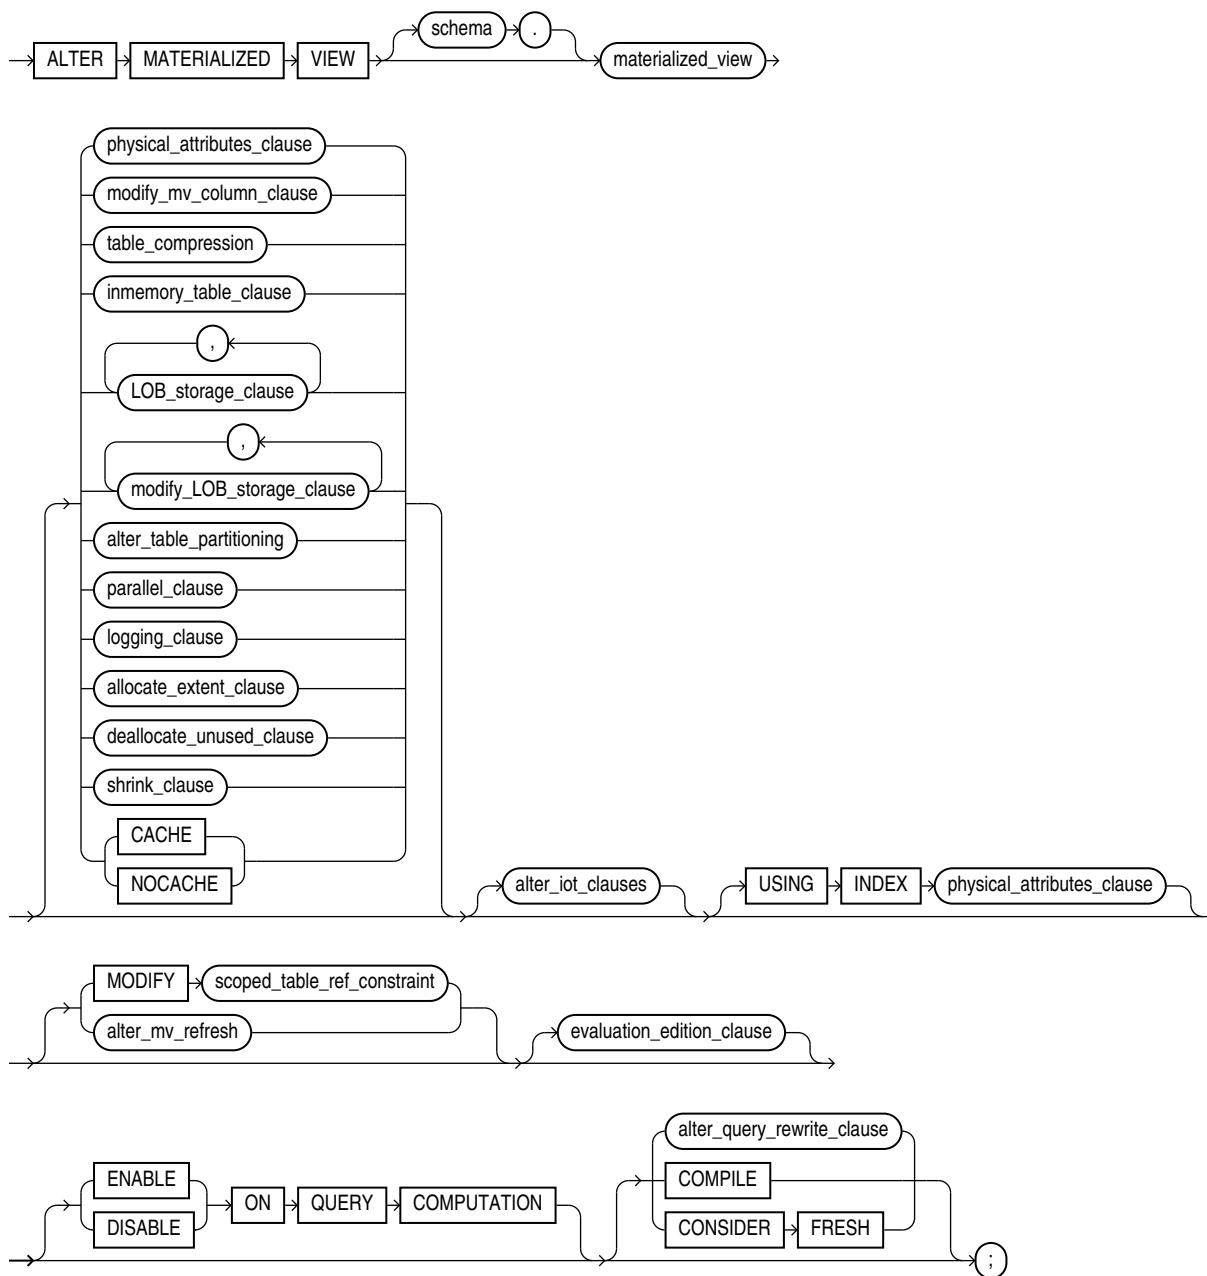 schema .
ALTER MATERIALIZED VIEW materialized_view
physical_attributes_clause
modify_mv_column_clause
table_compression
inmemory_table_clause
,
LOB_storage_clause
,
modify_LOB_storage_clause
alter_table_partitioning
parallel_clause
logging_clause
allocate_extent_clause
deallocate_unused_clause
shrink_clause
CACHE
NOCACHE
alter_iot_clauses USING INDEX physical_attributes_clause
MODIFY scoped_table_ref_constraint
alter_mv_refresh evaluation_edition_clause
alter_query_rewrite_clause
ENABLE COMPILE
ON QUERY COMPUTATION
DISABLE CONSIDER FRESH
;